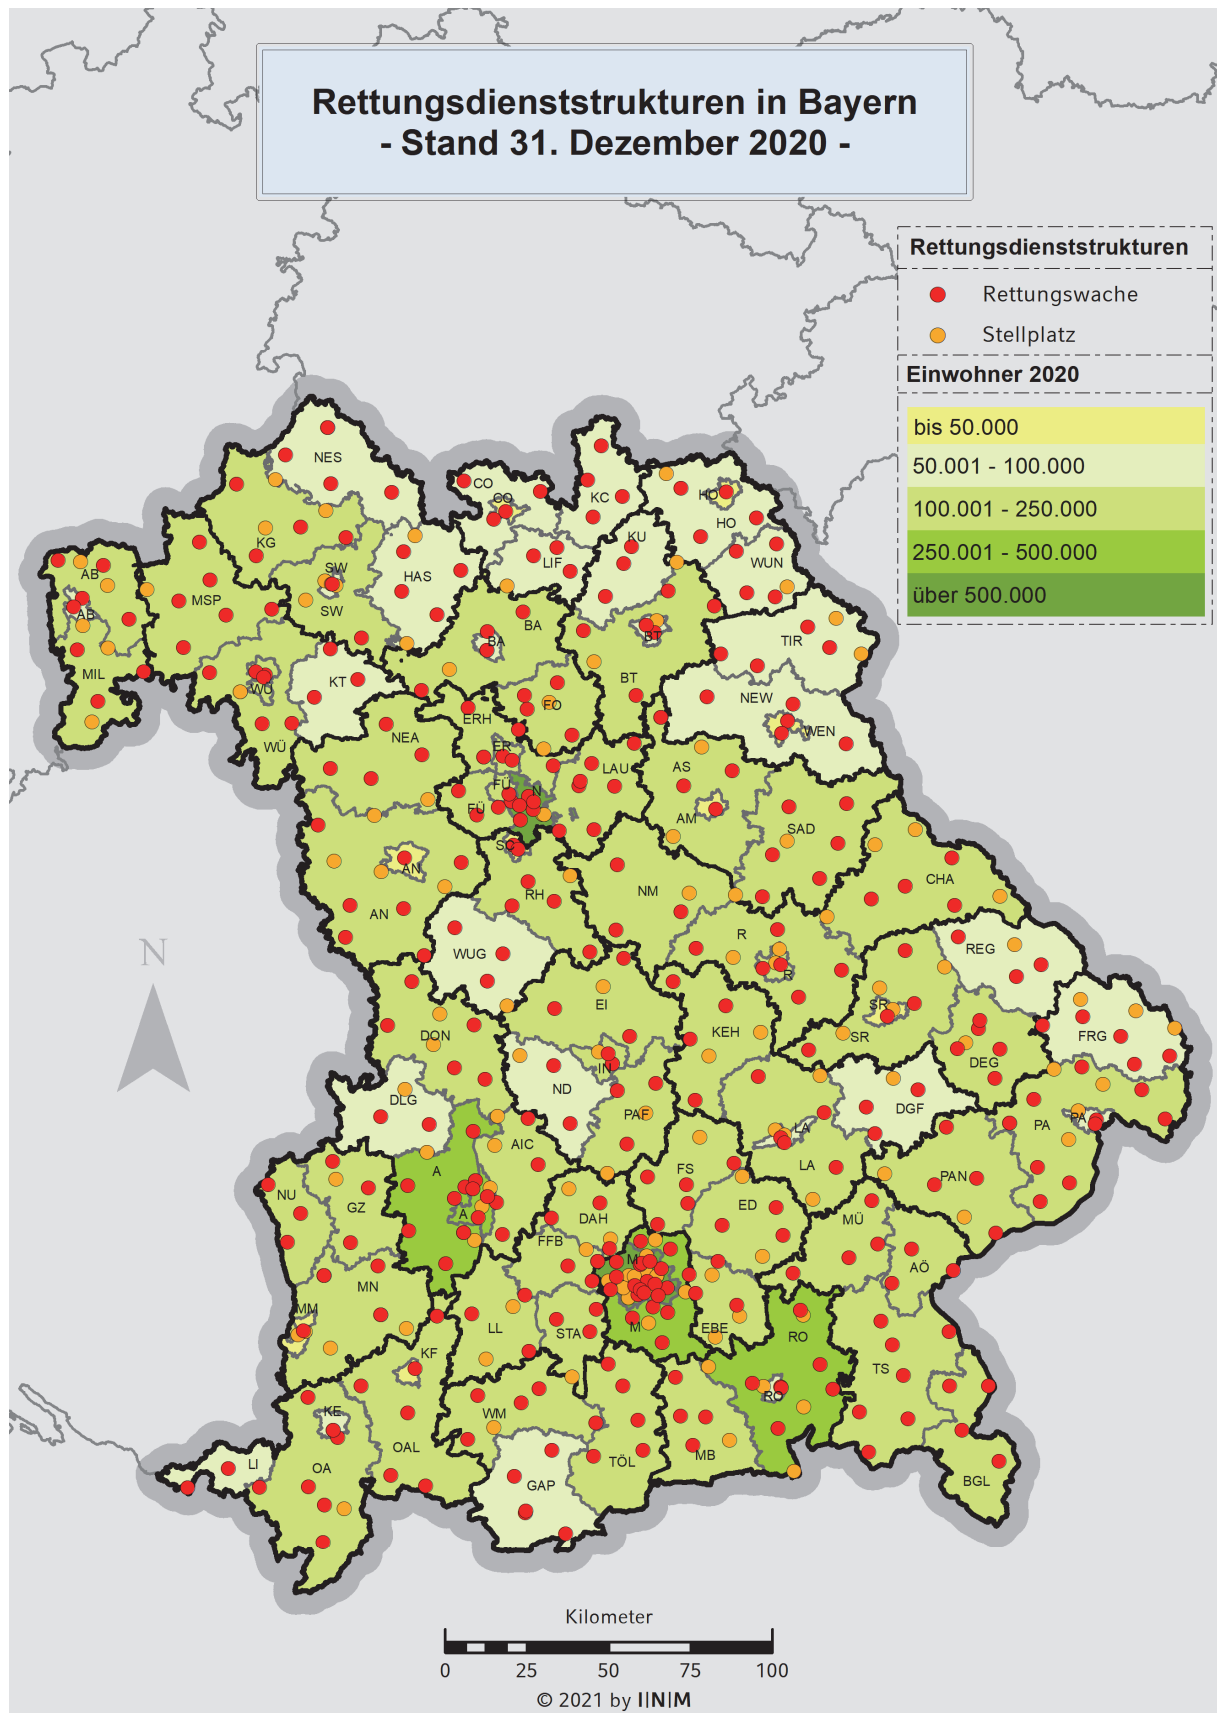 Rettungsdienststrukturen in Bayern
- Stand 31. Dezember 2020 -
Rettungsdienststrukturen
Rettungswache
Stellplatz
Einwohner 2020
bis 50.000
50.001 - 100.000
100.001 - 250.000
250.001 - 500.000
über 500.000
NES
CO
CO
KC
HO
HO
KG
KU
LIF
WUN
AB
SW
HAS
MSP
SW
AB
BA
BA
BT
TIR
MIL
KT
WÜ
BT
NEW
FO
ERH
WEN
WÜ
NEA
ER
LAU
AS
FÜ
N
FÜ
AM
SAD
SC
AN
CHA
RH
NM
AN
R
WUG
REG
R
EI
SR
DON
KEH
SR
FRG
DEG
IN
ND
DLG
PAF
DGF
PA
PA
AIC
LA
LA
A
FS
PAN
NU
GZ
ED
A
DAH
MÜ
FFB
M
AÖ
MN
MM
LL
STA
M
EBE
RO
KF
TS
RO
KE
WM
OAL
MB
TÖL
LI
OA
GAP
BGL
N
Kilometer
0 25 50 75 100
© 2021 by I|N|M